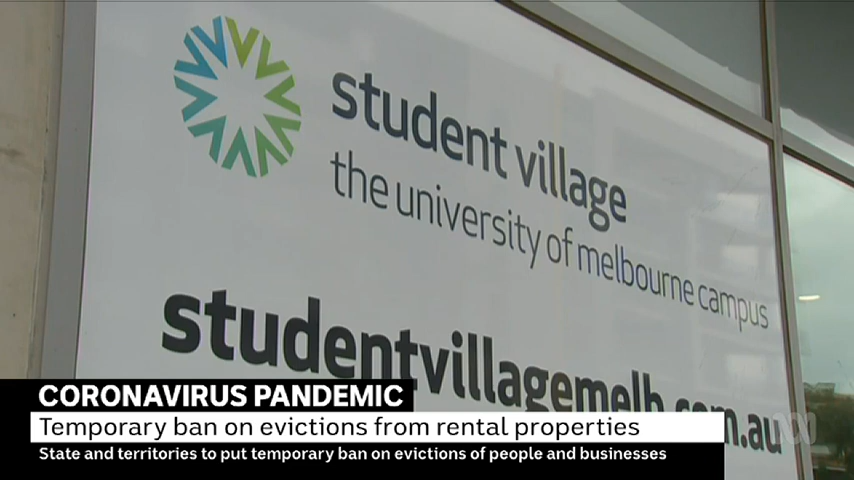 student village
the university of melbourne campus
studentvillagemelb.com.au
CORONAVIRUS PANDEMIC
Temporary ban on evictions from rental properties
State and territories to put temporary ban on evictions of people and businesses